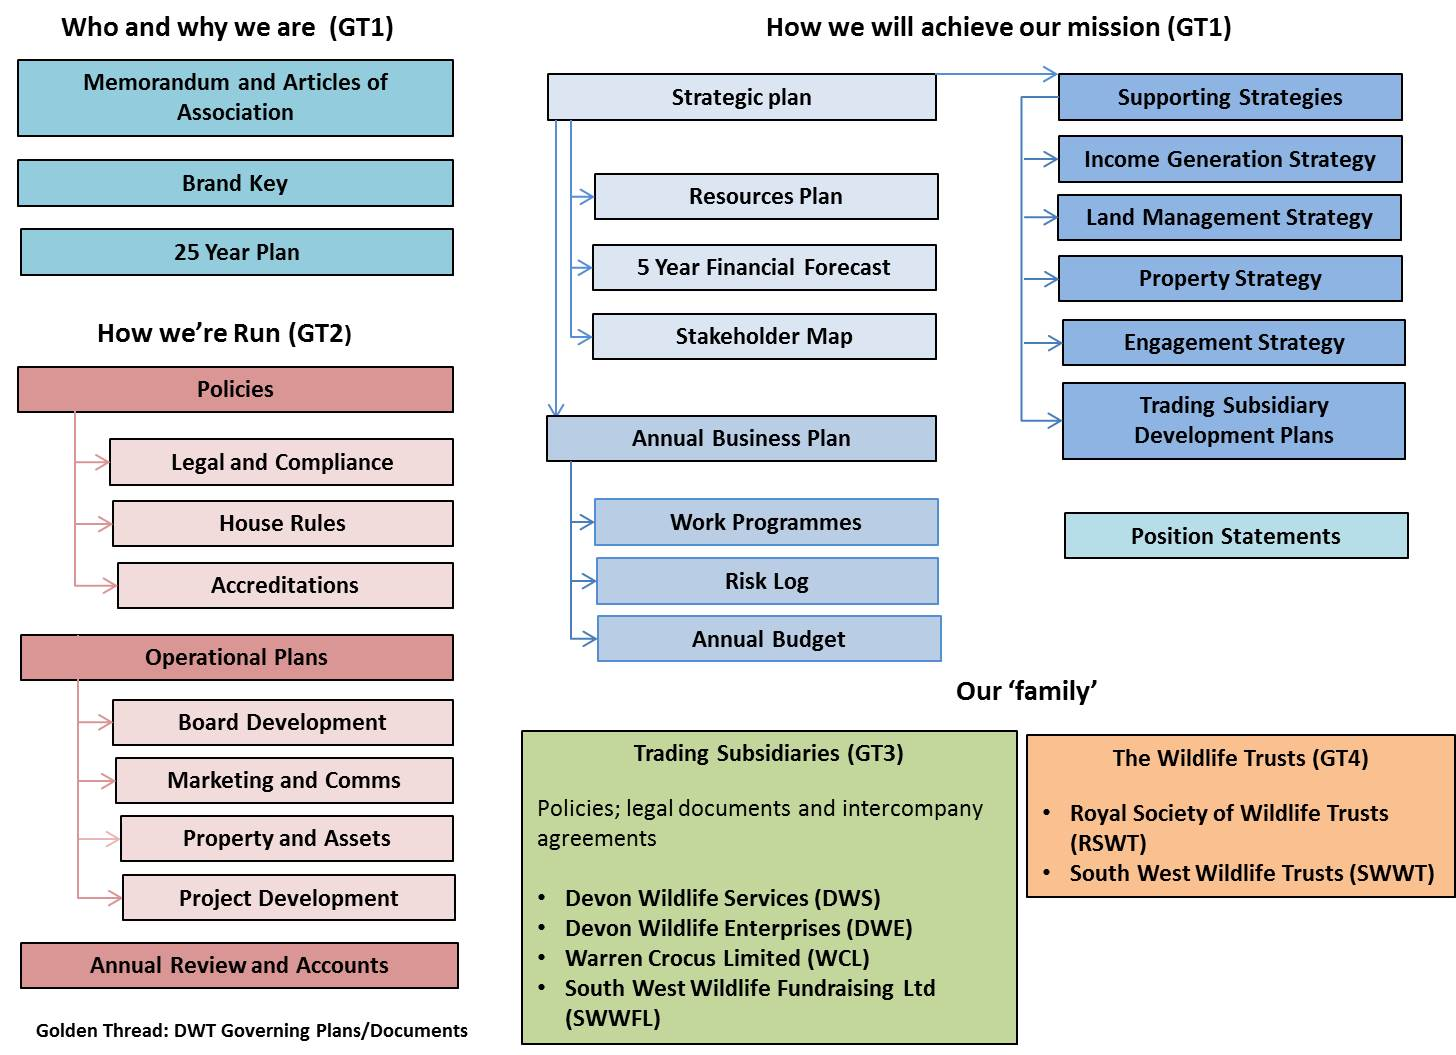 Who and why we are (GT1)
Memorandum and Articles of
Association
Brand Key
25 Year Plan
How we’re Run (GT2)
Policies
Legal and Compliance
House Rules
Accreditations
Operational Plans
Board Development
Marketing and Comms
Property and Assets
Project Development
Annual Review and Accounts
Golden Thread: DWT Governing Plans/Documents
How we will achieve our mission (GT1)
Strategic plan
Resources Plan
5 Year Financial Forecast
Stakeholder Map
Annual Business Plan
Work Programmes
Risk Log
Annual Budget
Supporting Strategies
Income Generation Strategy
Land Management Strategy
Property Strategy
Engagement Strategy
Trading Subsidiary
Development Plans
Position Statements
Our ‘family’
Trading Subsidiaries (GT3)
Policies; legal documents and intercompany
agreements
• Devon Wildlife Services (DWS)
• Devon Wildlife Enterprises (DWE)
• Warren Crocus Limited (WCL)
• South West Wildlife Fundraising Ltd
(SWWFL)
The Wildlife Trusts (GT4)
• Royal Society of Wildlife Trusts
(RSWT)
• South West Wildlife Trusts (SWWT)